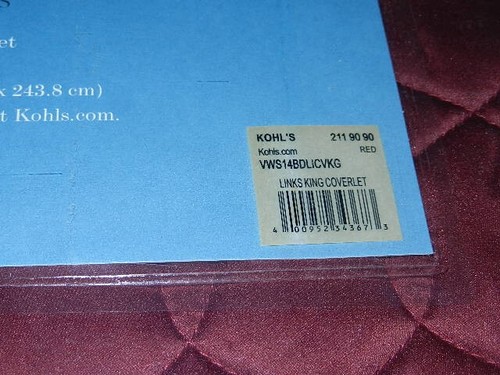 et
x 243.8 cm)
t Kohls.com.
KOHL'S 211 90 90
Kohls.com RED
VWS14BDLICVKG
LINKS KING COVERLET
4 00952 34367 3